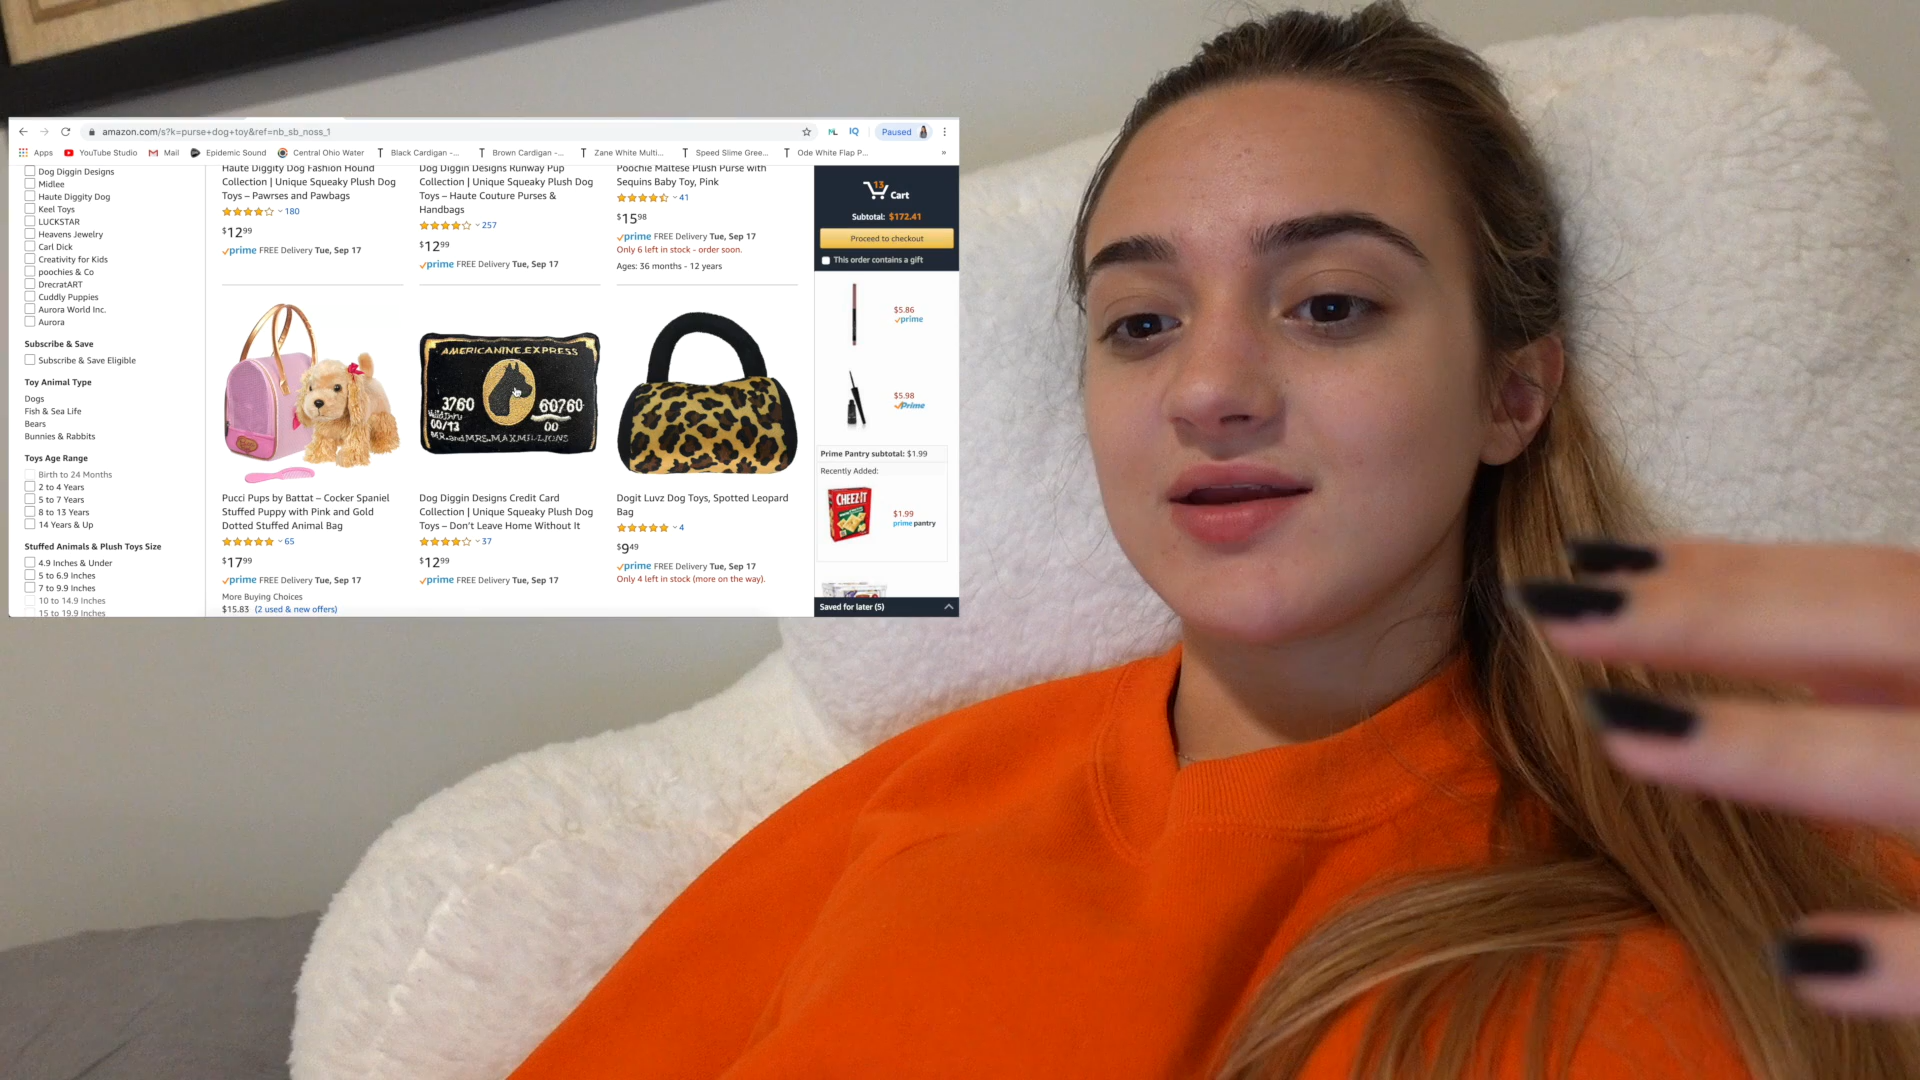 amazon.com/s?k=purse+dog+toy&ref=nb_sb_noss_1
IQ
Paused
Apps
YouTube Studio
Mail
Epidemic Sound
Central Ohio Water
Black Cardigan -...
Brown Cardigan -...
Zane White Multi...
Speed Slime Gree...
Ode White Flap P...
»
Dog Diggin Designs
Midlee
Haute Diggity Dog
Keel Toys
LUCKSTAR
Heavens Jewelry
Carl Dick
Creativity for Kids
poochies & Co
DrecratART
Cuddly Puppies
Aurora World Inc.
Aurora
Subscribe & Save
Subscribe & Save Eligible
Toy Animal Type
Dogs
Fish & Sea Life
Bears
Bunnies & Rabbits
Toys Age Range
Birth to 24 Months
2 to 4 Years
5 to 7 Years
8 to 13 Years
14 Years & Up
Stuffed Animals & Plush Toys Size
4.9 Inches & Under
5 to 6.9 Inches
7 to 9.9 Inches
10 to 14.9 Inches
15 to 19.9 Inches
Haute Diggity Dog Fashion Hound
Collection | Unique Squeaky Plush Dog
Toys – Pawrses and Pawbags
180
$12.99
prime FREE Delivery Tue, Sep 17
Dog Diggin Designs Runway Pup
Collection | Unique Squeaky Plush Dog
Toys – Haute Couture Purses &
Handbags
257
$12.99
prime FREE Delivery Tue, Sep 17
Poochie Maltese Plush Purse with
Sequins Baby Toy, Pink
41
$15.98
prime FREE Delivery Tue, Sep 17
Only 6 left in stock - order soon.
Ages: 36 months - 12 years
Pucci Pups by Battat – Cocker Spaniel
Stuffed Puppy with Pink and Gold
Dotted Stuffed Animal Bag
65
$17.99
prime FREE Delivery Tue, Sep 17
More Buying Choices
$15.83 (2 used & new offers)
AMERICANINE EXPRESS
3760 60760
Valid Thru
00/13 00
MR. and MRS. MAXMILLIONS
Dog Diggin Designs Credit Card
Collection | Unique Squeaky Plush Dog
Toys – Don't Leave Home Without It
37
$12.99
prime FREE Delivery Tue, Sep 17
Dogit Luvz Dog Toys, Spotted Leopard
Bag
4
$9.49
prime FREE Delivery Tue, Sep 17
Only 4 left in stock (more on the way).
13
Cart
Subtotal: $172.41
Proceed to checkout
This order contains a gift
$5.86
prime
$5.98
Prime
Prime Pantry subtotal: $1.99
Recently Added:
CHEEZ-IT
$1.99
prime pantry
Saved for later (5)